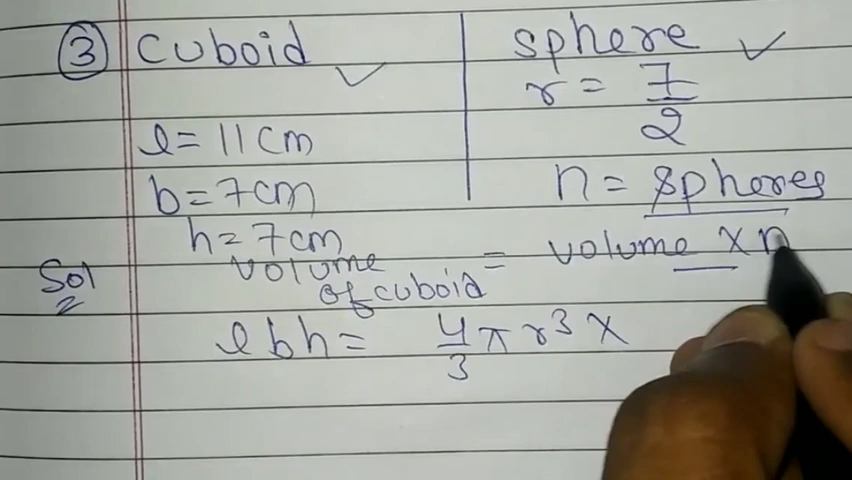 ③ cuboid
l = 11 cm
b = 7 cm
h = 7 cm
sphere
r = 7/2
n = spheres
Sol
volume of cuboid = volume × n
l b h = 4/3 π r³ ×